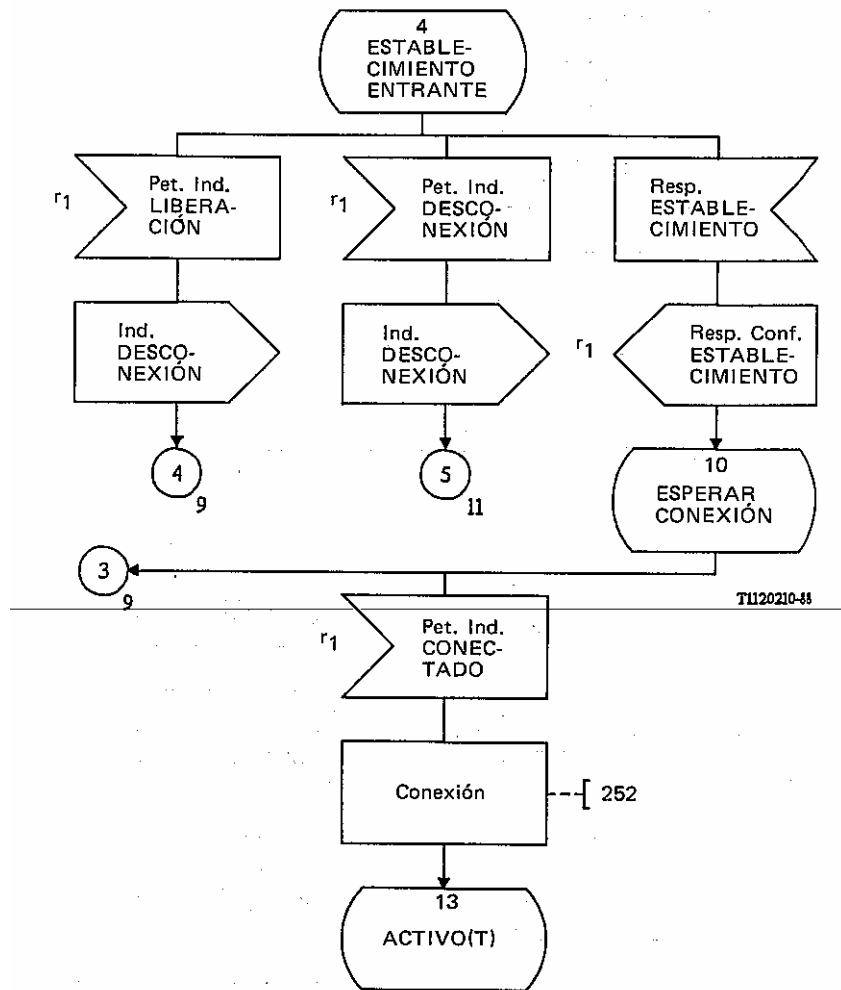 4
ESTABLE-
CIMIENTO
ENTRANTE
r1
Pet. Ind.
LIBERA-
CIÓN
r1
Pet. Ind.
DESCO-
NEXIÓN
Resp.
ESTABLE-
CIMIENTO
Ind.
DESCO-
NEXIÓN
Ind.
DESCO-
NEXIÓN
r1
Resp. Conf.
ESTABLE-
CIMIENTO
4
9
5
11
10
ESPERAR
CONEXIÓN
3
9
T1120210-88
r1
Pet. Ind.
CONEC-
TADO
Conexión
252
13
ACTIVO(T)